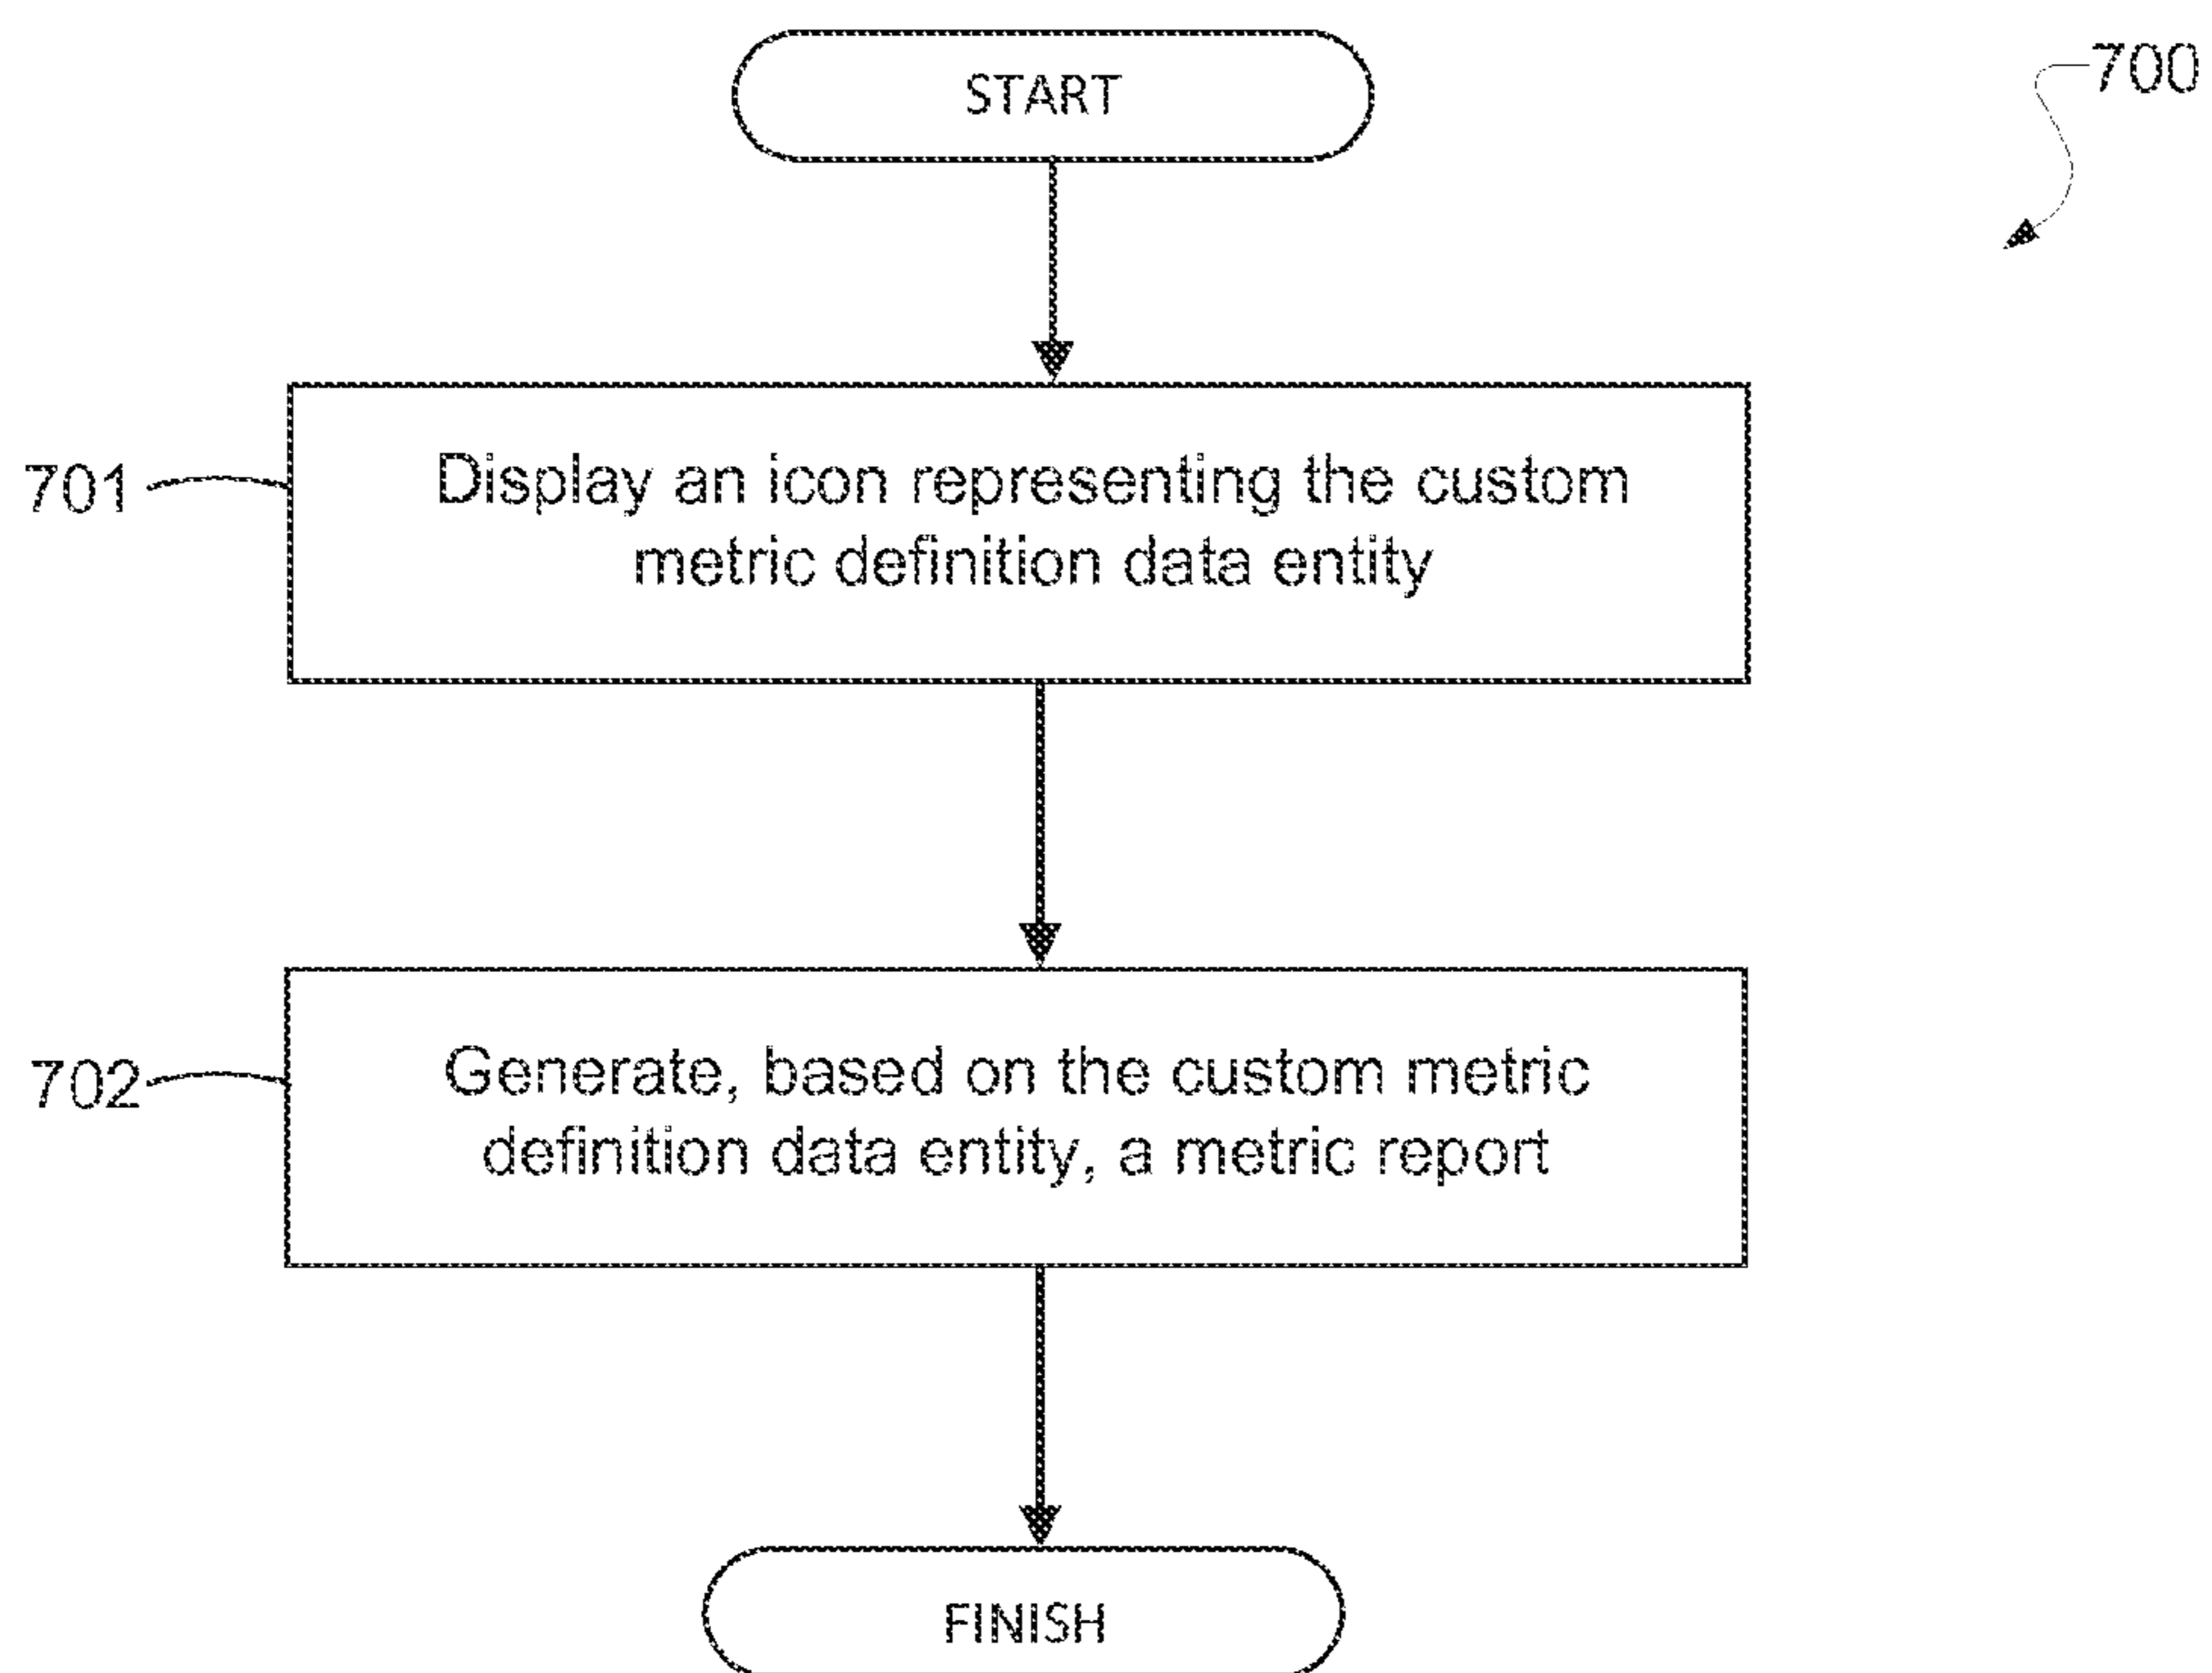 START
700
701
Display an icon representing the custom
metric definition data entity
702
Generate, based on the custom metric
definition data entity, a metric report
FINISH